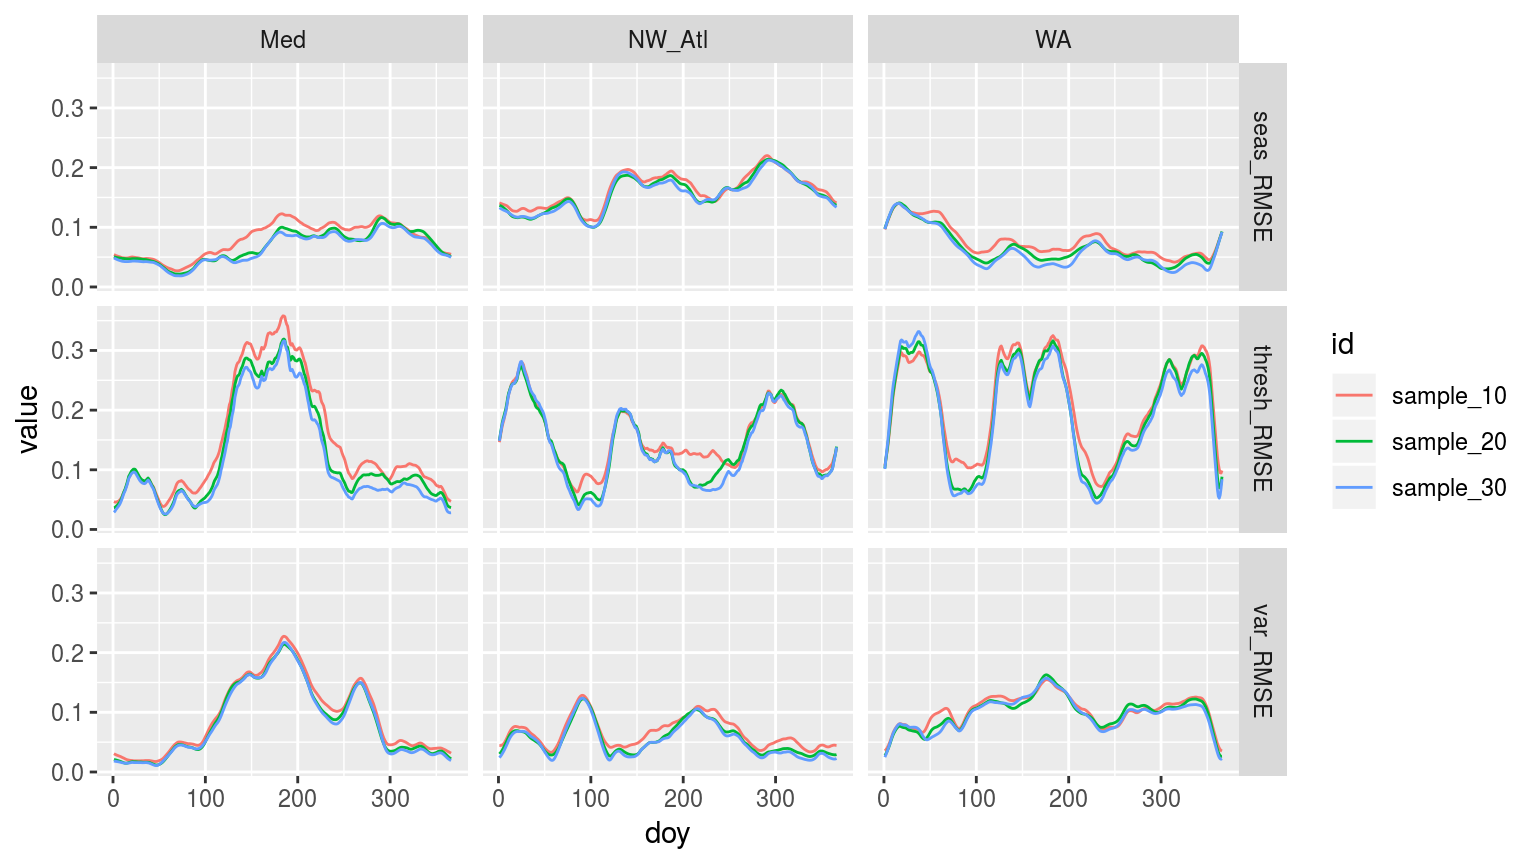 Med NW_Atl WA
0.3
0.2
0.1
0.0
seas_RMSE
0.3
0.2
0.1
0.0
thresh_RMSE
0.3
0.2
0.1
0.0
var_RMSE
0 100 200 300 0 100 200 300 0 100 200 300
doy
value
id
sample_10
sample_20
sample_30